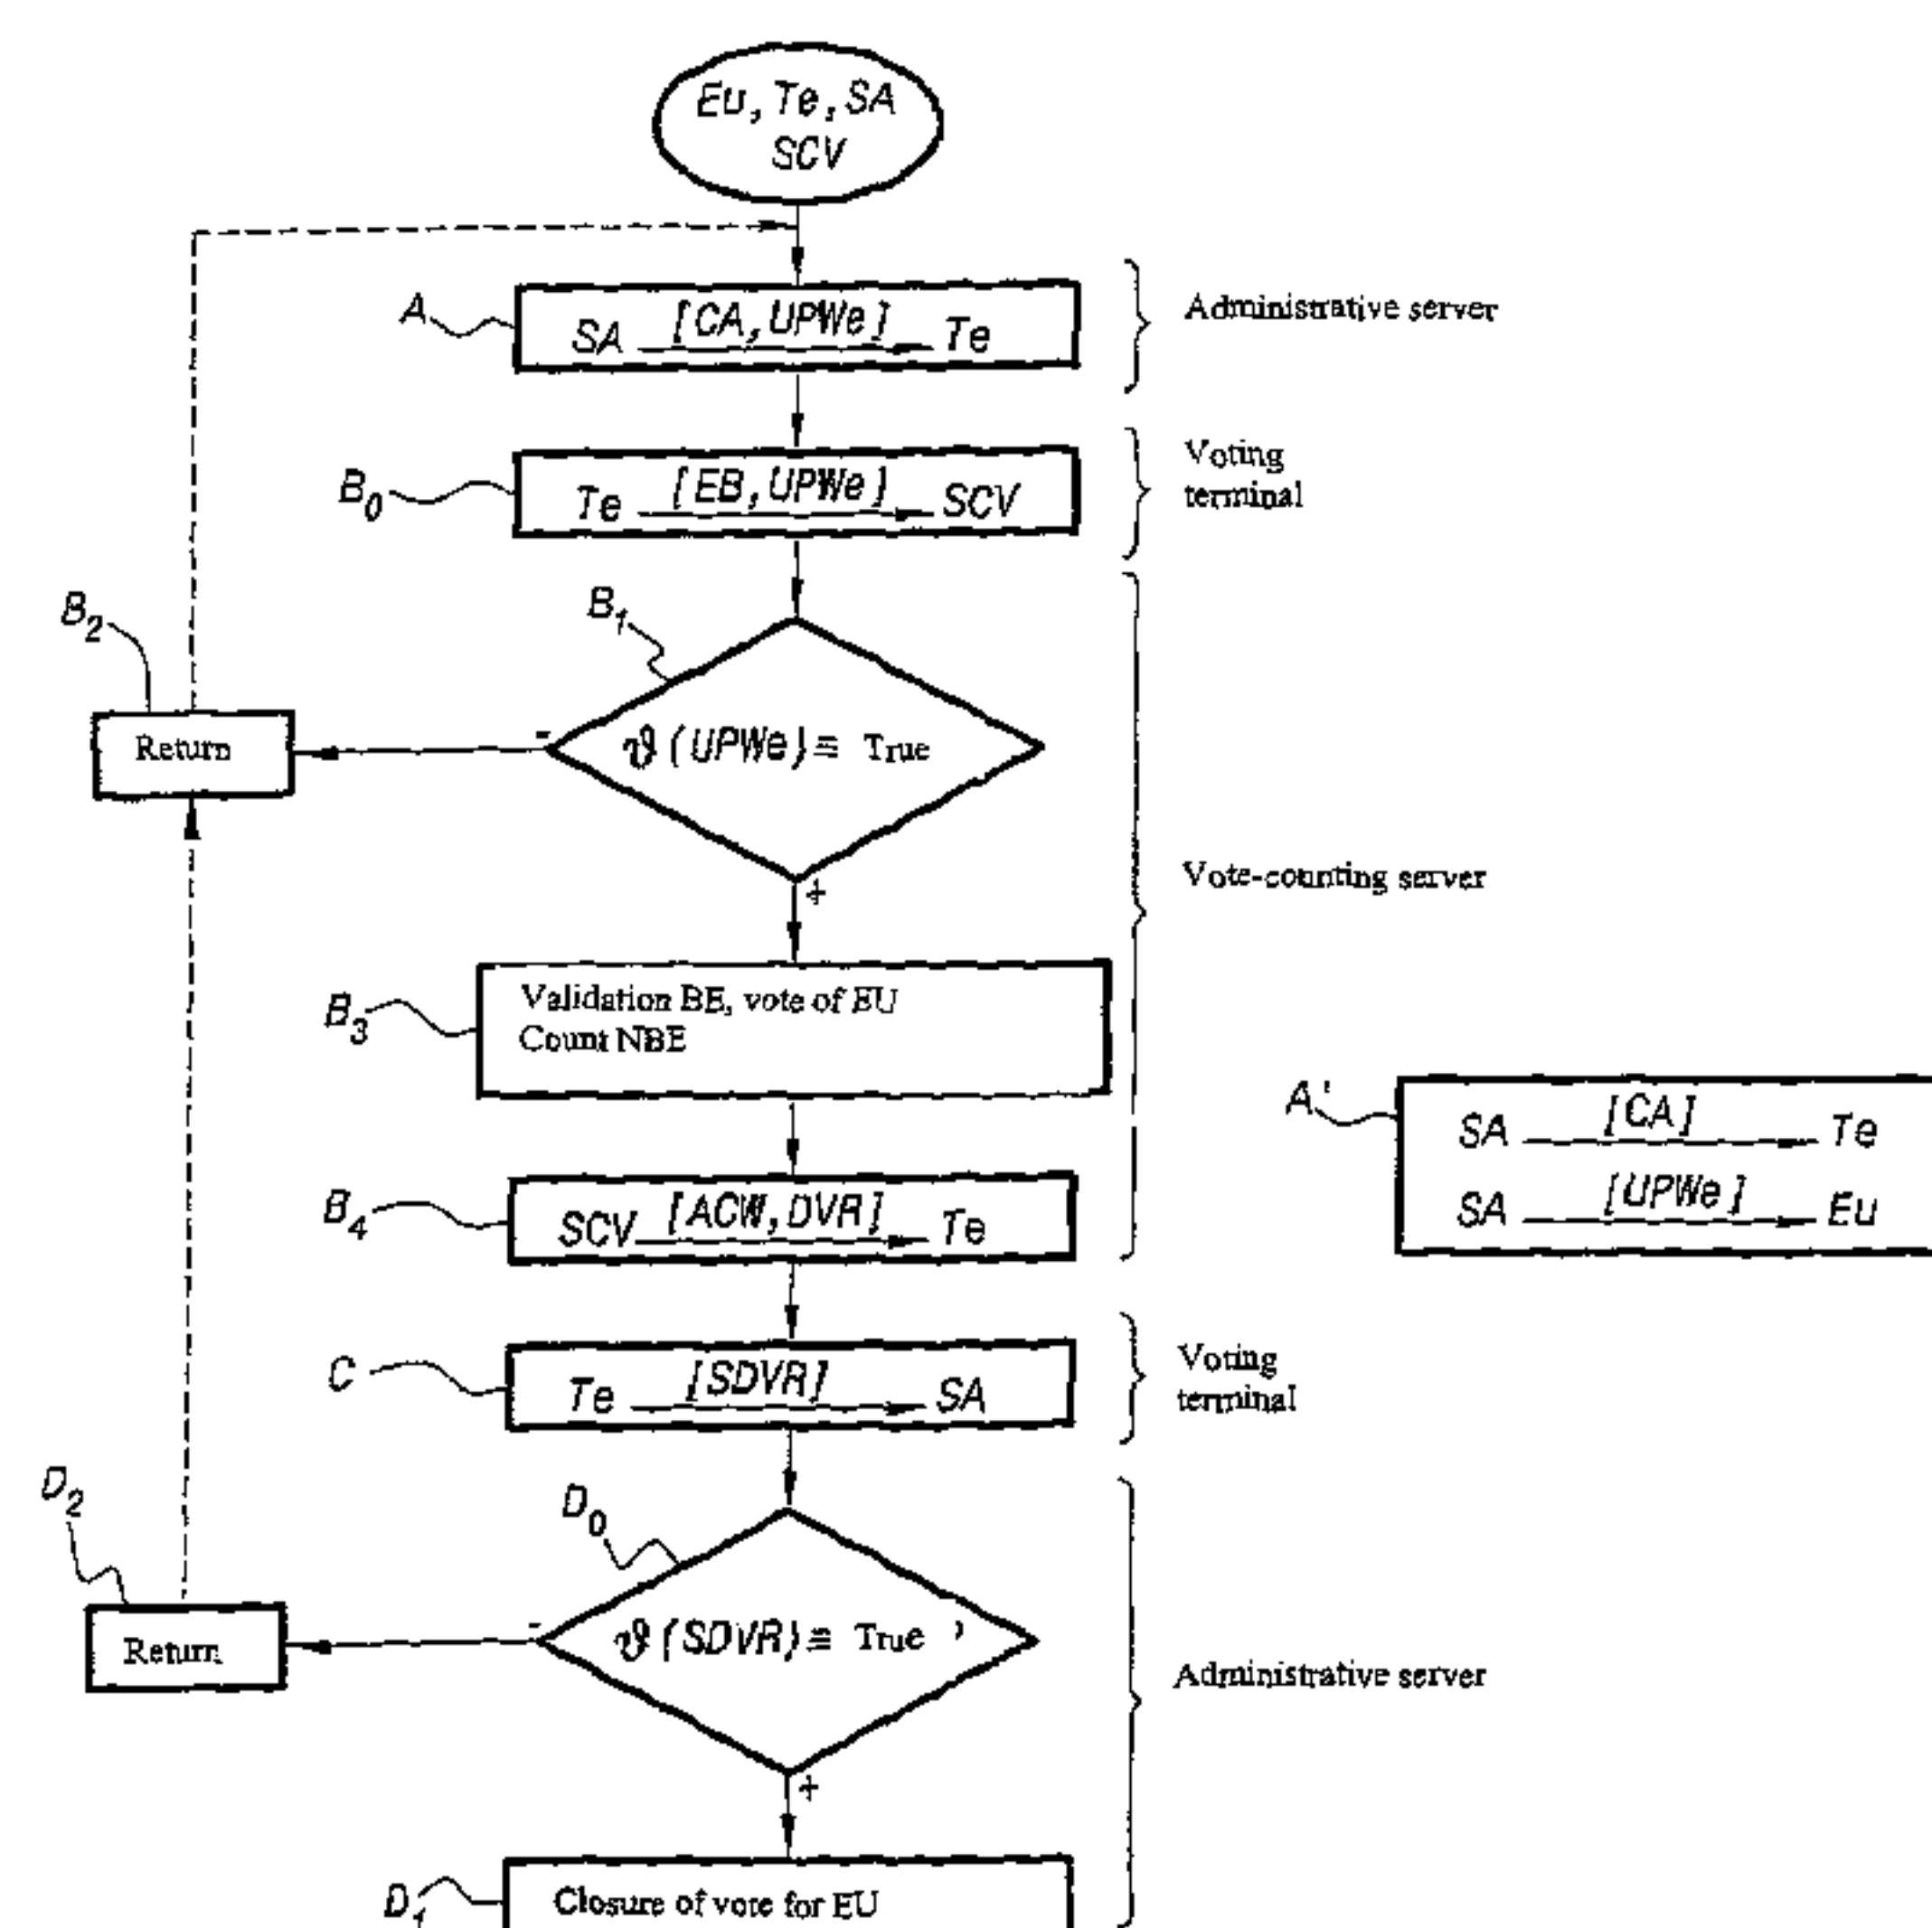 Eu, Te, SA
SCV
A
[CA, UPWe]
SA Te
Administrative server
B0
[EB, UPWe]
Te SCV
Voting
terminal
B1
ϑ (UPWe) ≡ True
-
+
B2
Return
Vote-counting server
B3
Validation BE, vote of EU
Count NBE
A'
[CA]
SA Te
[UPWe]
SA Eu
B4
[ACW, DVR]
SCV Te
C
[SDVR]
Te SA
Voting
terminal
D0
ϑ (SDVR) ≡ True ?
-
+
D2
Return
Administrative server
D1
Closure of vote for EU